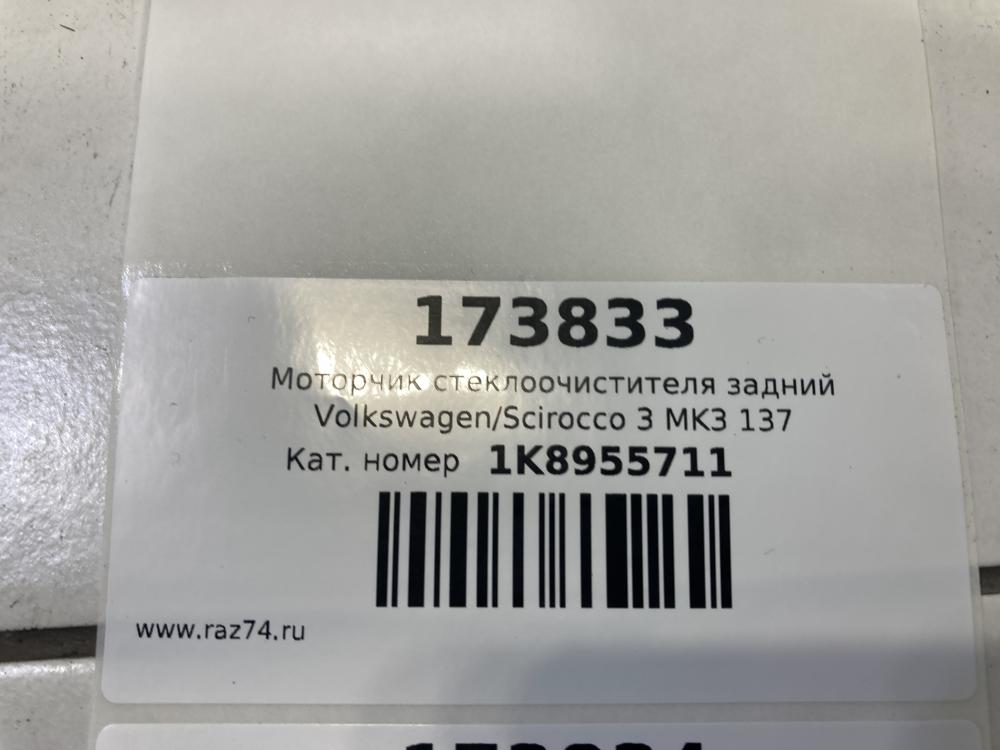 173833
Моторчик стеклоочистителя задний
Volkswagen/Scirocco 3 MK3 137
Кат. номер 1K8955711
www.raz74.ru